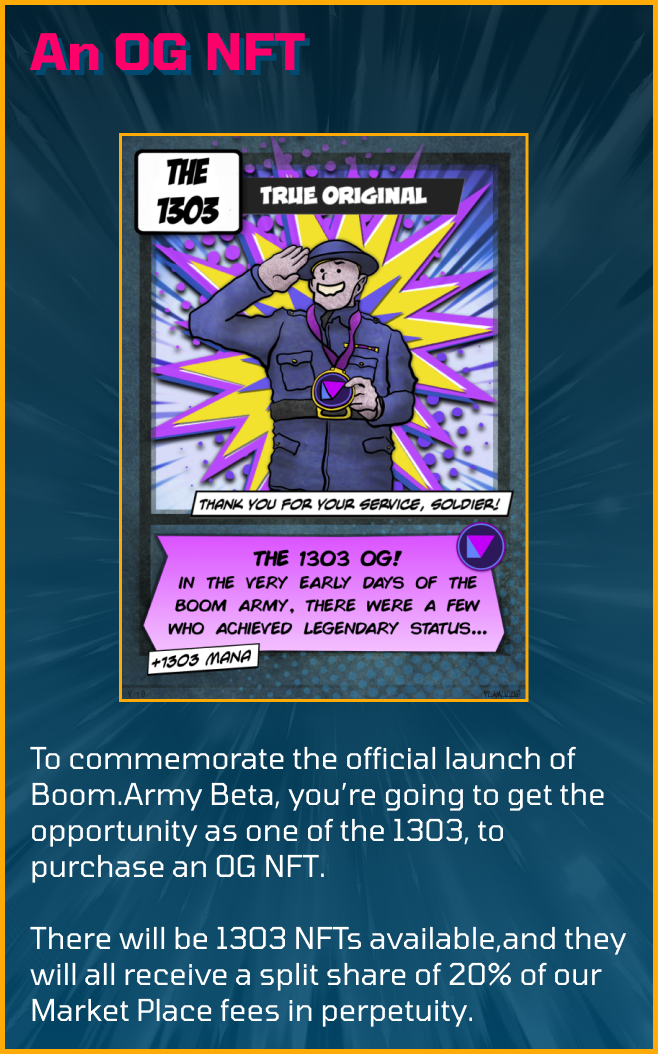 An OG NFT
THE
1303
TRUE ORIGINAL
THANK YOU FOR YOUR SERVICE, SOLDIER!
THE 1303 OG!
IN THE VERY EARLY DAYS OF THE
BOOM ARMY, THERE WERE A FEW
WHO ACHIEVED LEGENDARY STATUS...
+1303 MANA
To commemorate the official launch of
Boom.Army Beta, you're going to get the
opportunity as one of the 1303, to
purchase an OG NFT.
There will be 1303 NFTs available,and they
will all receive a split share of 20% of our
Market Place fees in perpetuity.